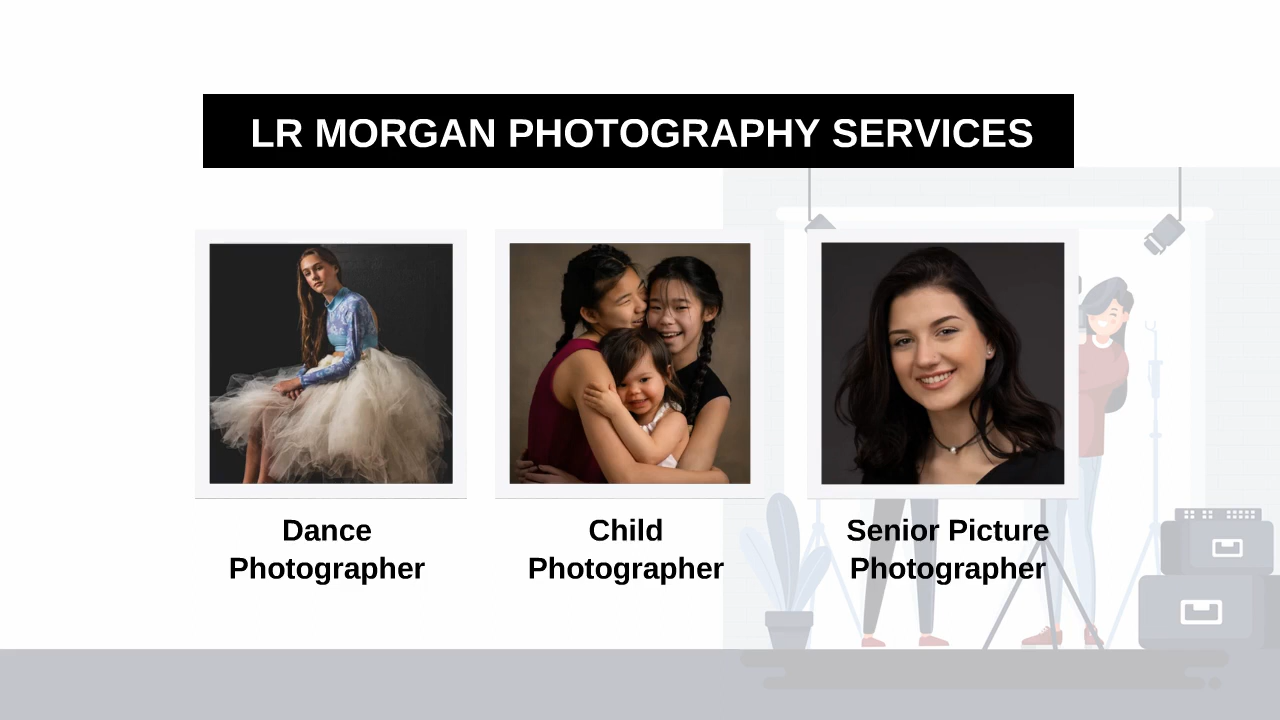 LR MORGAN PHOTOGRAPHY SERVICES
Dance
Photographer
Child
Photographer
Senior Picture
Photographer